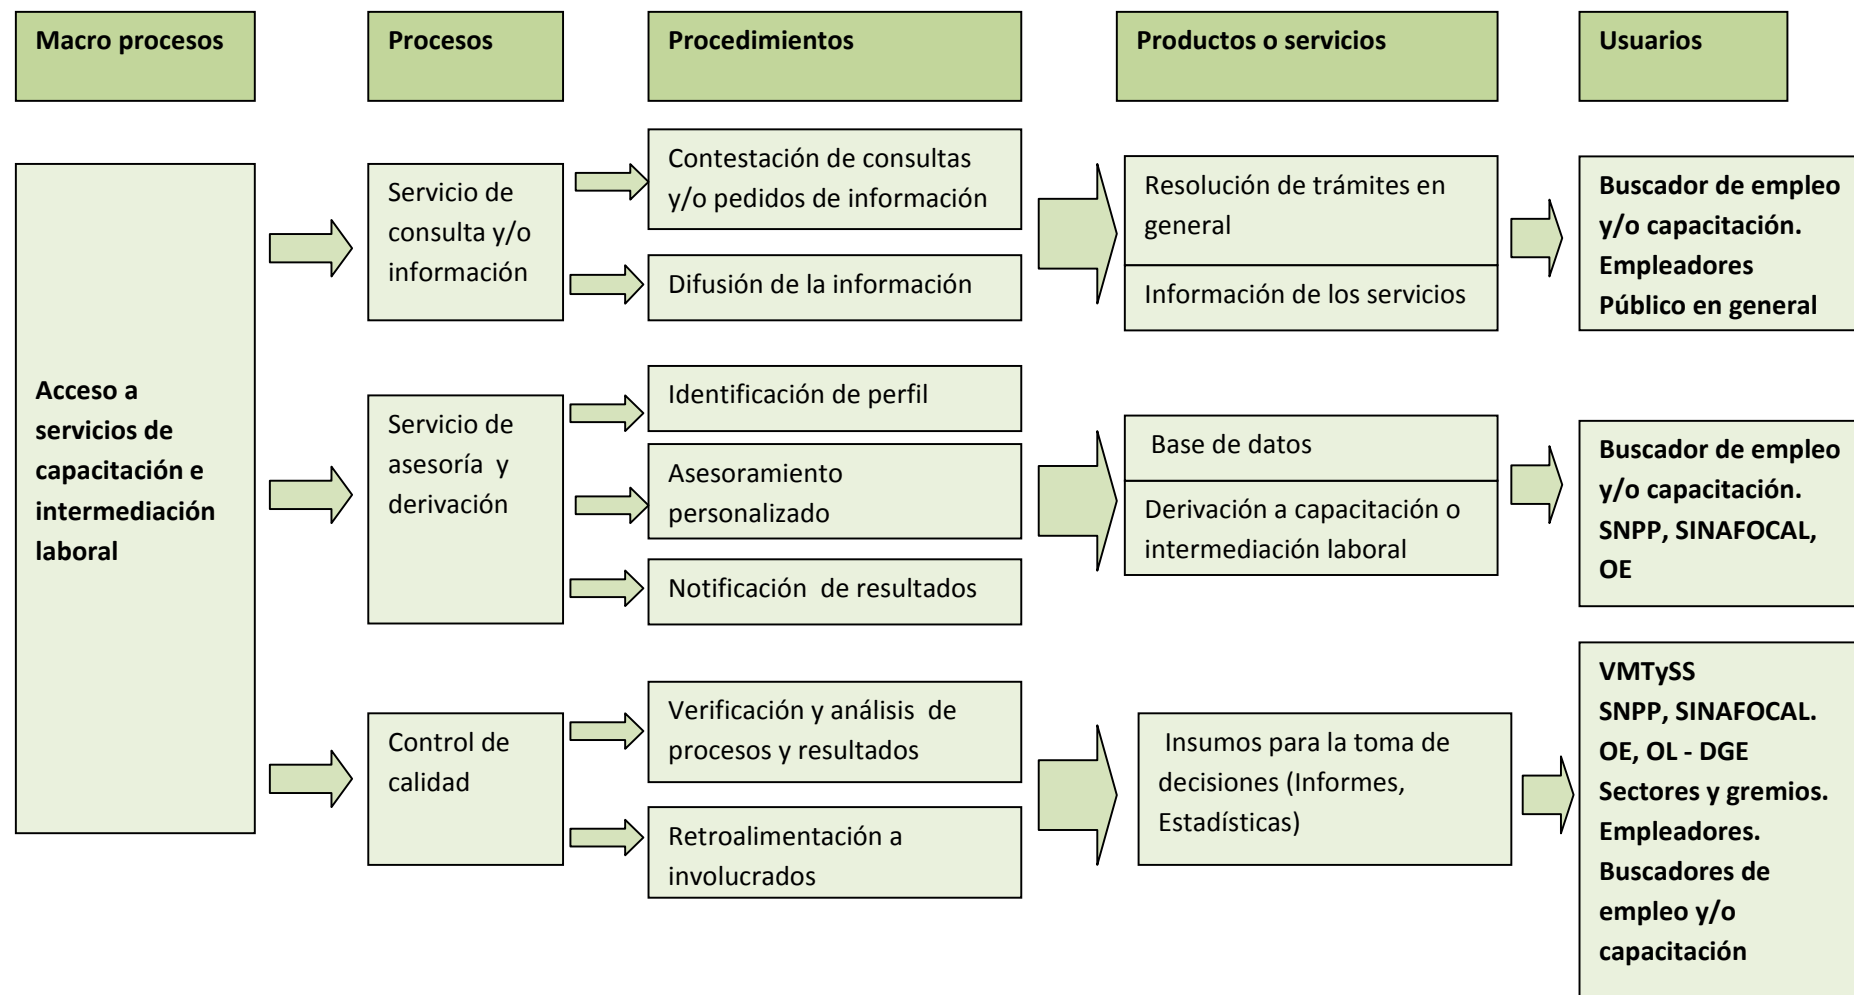 Macro procesos
Procesos
Procedimientos
Productos o servicios
Usuarios
Acceso a
servicios de
capacitación e
intermediación
laboral
Servicio de
consulta y/o
información
Contestación de consultas
y/o pedidos de información
Difusión de la información
Resolución de trámites en
general
Información de los servicios
Buscador de empleo
y/o capacitación.
Empleadores
Público en general
Servicio de
asesoría  y
derivación
Identificación de perfil
Asesoramiento
personalizado
Notificación  de resultados
Base de datos
Derivación a capacitación o
intermediación laboral
Buscador de empleo
y/o capacitación.
SNPP, SINAFOCAL,
OE
Control de
calidad
Verificación y análisis  de
procesos y resultados
Retroalimentación a
involucrados
Insumos para la toma de
decisiones (Informes,
Estadísticas)
VMTySS
SNPP, SINAFOCAL.
OE, OL - DGE
Sectores y gremios.
Empleadores.
Buscadores de
empleo y/o
capacitación